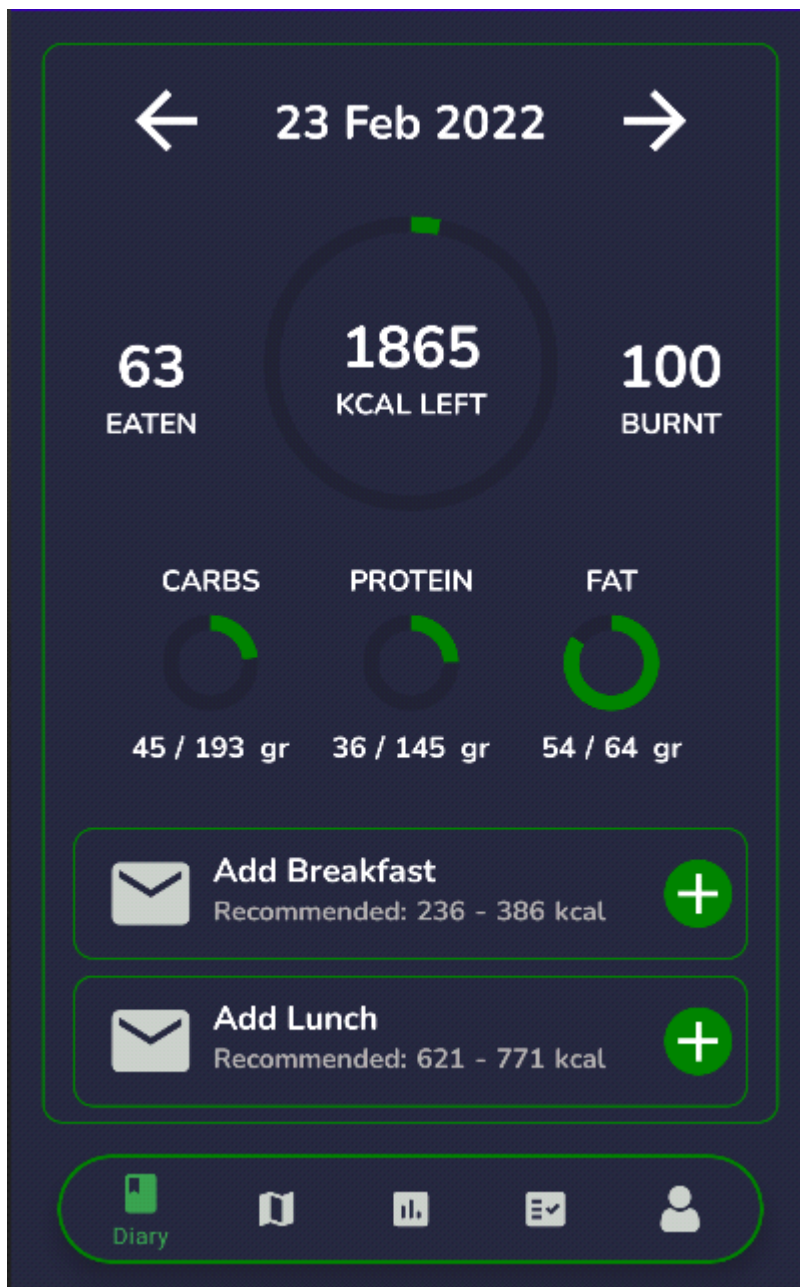 23 Feb 2022
1865
KCAL LEFT
63
EATEN
100
BURNT
CARBS
PROTEIN
FAT
45 / 193 gr
36 / 145 gr
54 / 64 gr
Add Breakfast
Recommended: 236 - 386 kcal
Add Lunch
Recommended: 621 - 771 kcal
Diary